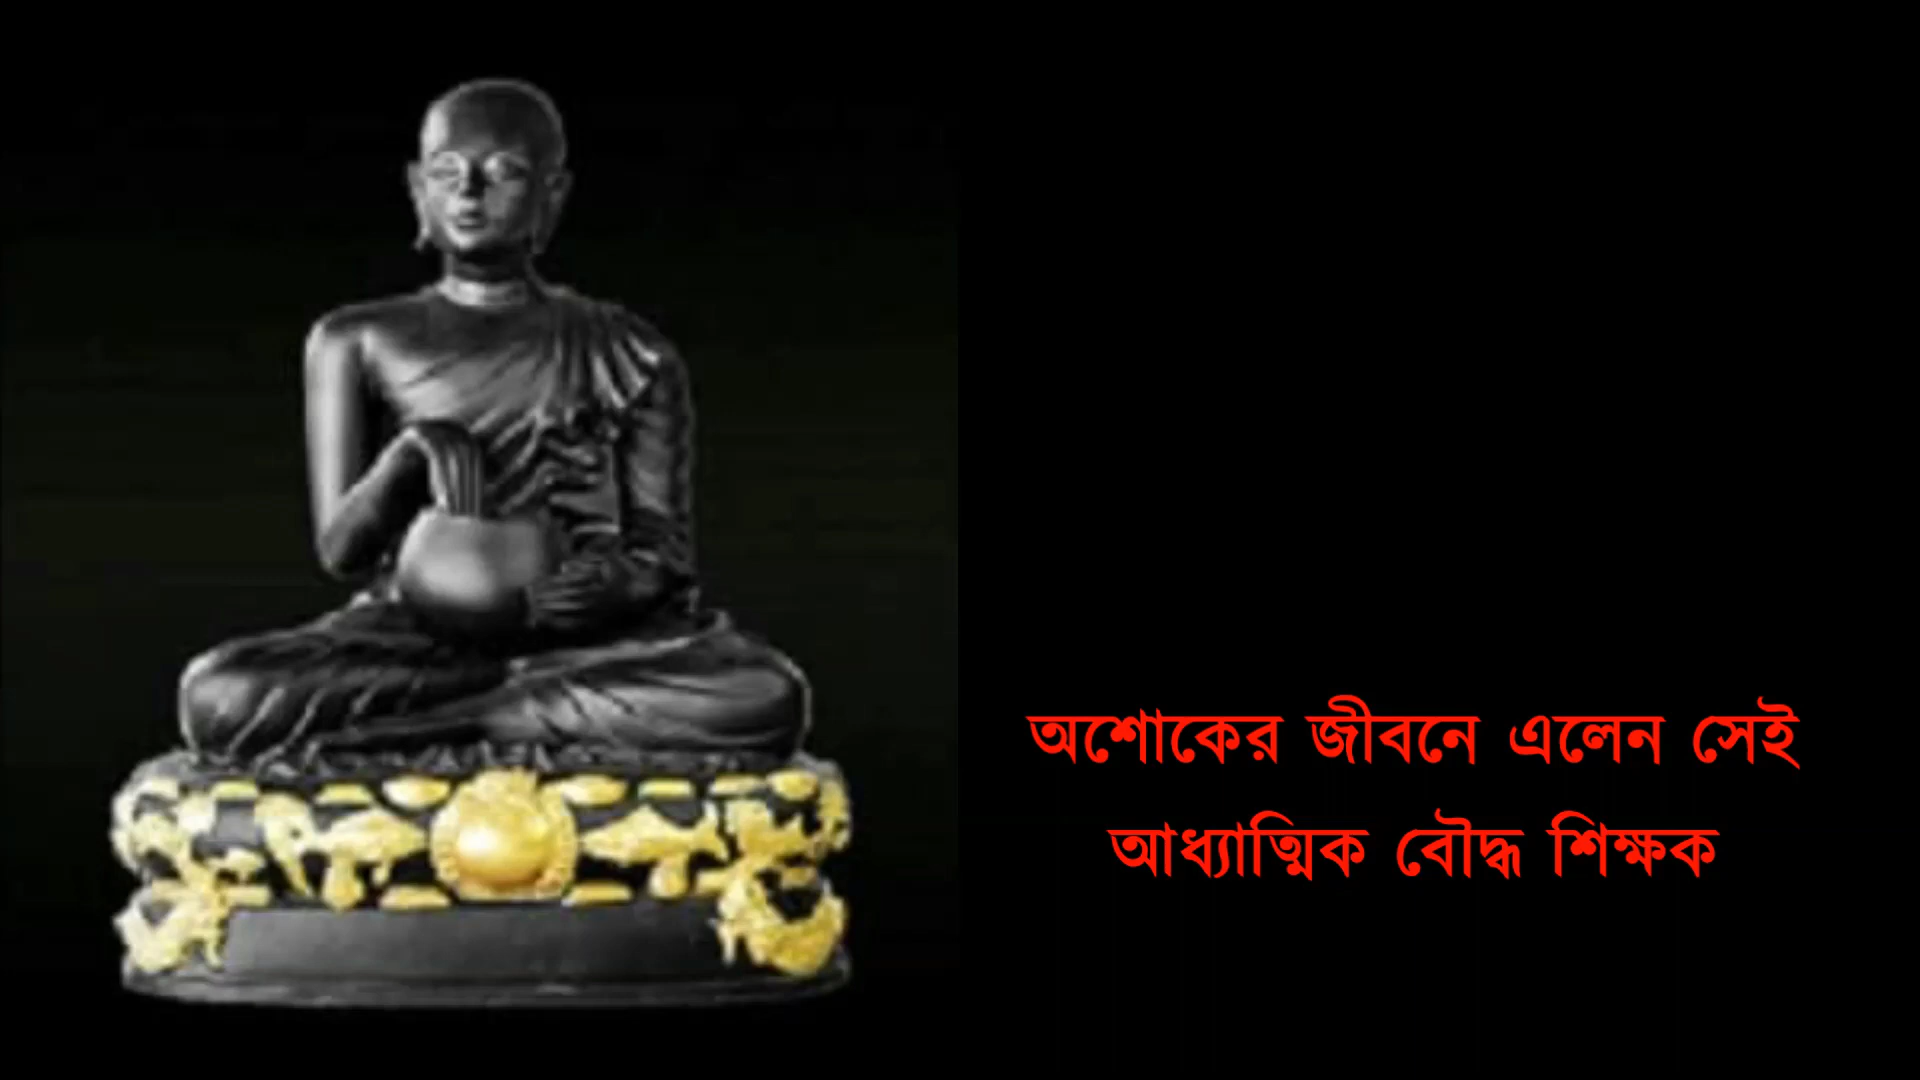 অশোকের জীবনে এলেন সেই
আধ্যাত্মিক বৌদ্ধ শিক্ষক